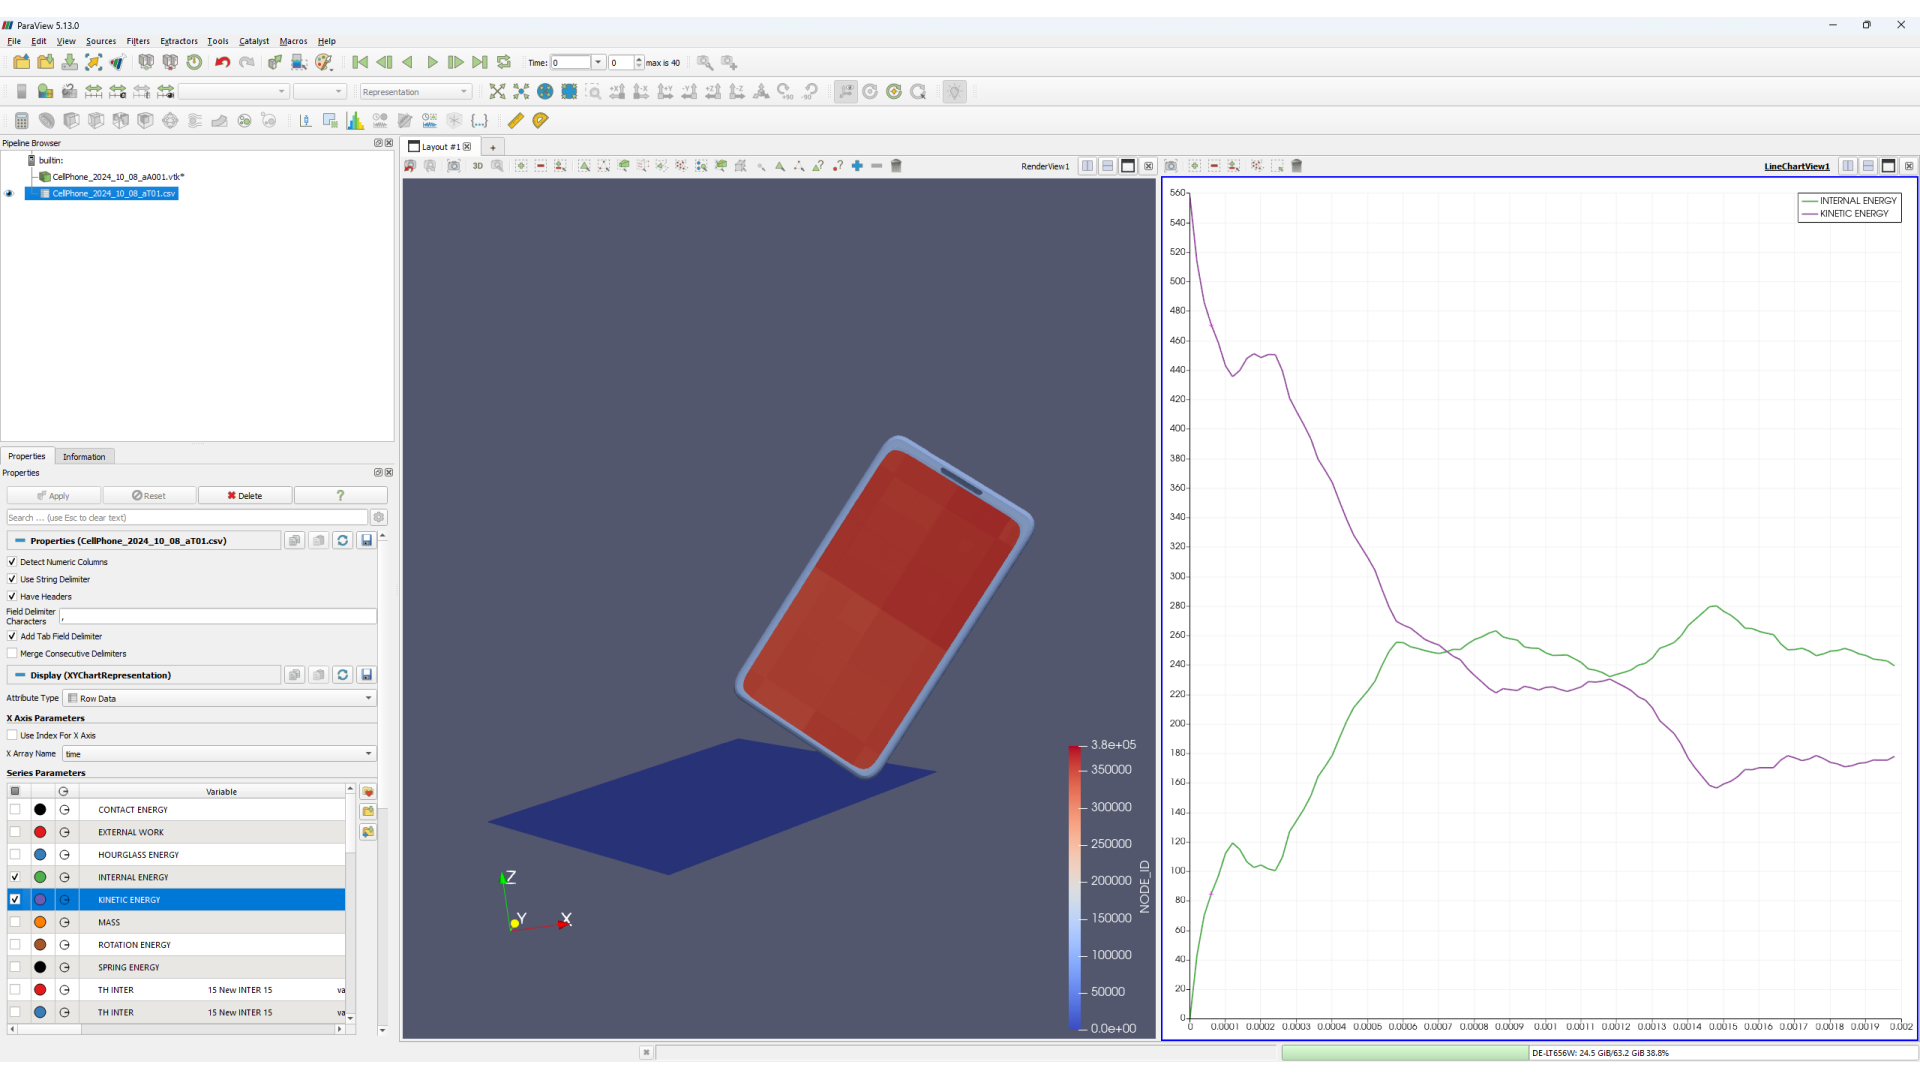 ParaView 5.13.0
File Edit View Sources Filters Extractors Tools Catalyst Macros Help
Time: 0 0 max is 40
Representation
Pipeline Browser
builtin:
CellPhone_2024_10_08_aA001.vtk*
CellPhone_2024_10_08_aT01.csv
Properties Information
Properties
Apply Reset Delete ?
Search ... (use Esc to clear text)
Properties (CellPhone_2024_10_08_aT01.csv)
Detect Numeric Columns
Use String Delimiter
Have Headers
Field Delimiter
Characters ,
Add Tab Field Delimiter
Merge Consecutive Delimiters
Display (XYChartRepresentation)
Attribute Type Row Data
X Axis Parameters
Use Index For X Axis
X Array Name time
Series Parameters
Variable
CONTACT ENERGY
EXTERNAL WORK
HOURGLASS ENERGY
INTERNAL ENERGY
KINETIC ENERGY
MASS
ROTATION ENERGY
SPRING ENERGY
TH INTER 15 New INTER 15 va
TH INTER 15 New INTER 15 va
Layout #1 +
3D
RenderView1
Z
Y
X
3.8e+05
350000
300000
250000
200000
150000
100000
50000
0.0e+00
NODE_ID
LineChartView1
INTERNAL ENERGY
KINETIC ENERGY
560
540
520
500
480
460
440
420
400
380
360
340
320
300
280
260
240
220
200
180
160
140
120
100
80
60
40
20
0
0 0.0001 0.0002 0.0003 0.0004 0.0005 0.0006 0.0007 0.0008 0.0009 0.001 0.0011 0.0012 0.0013 0.0014 0.0015 0.0016 0.0017 0.0018 0.0019 0.002
DE-LT656W: 24.5 GiB/63.2 GiB 38.8%